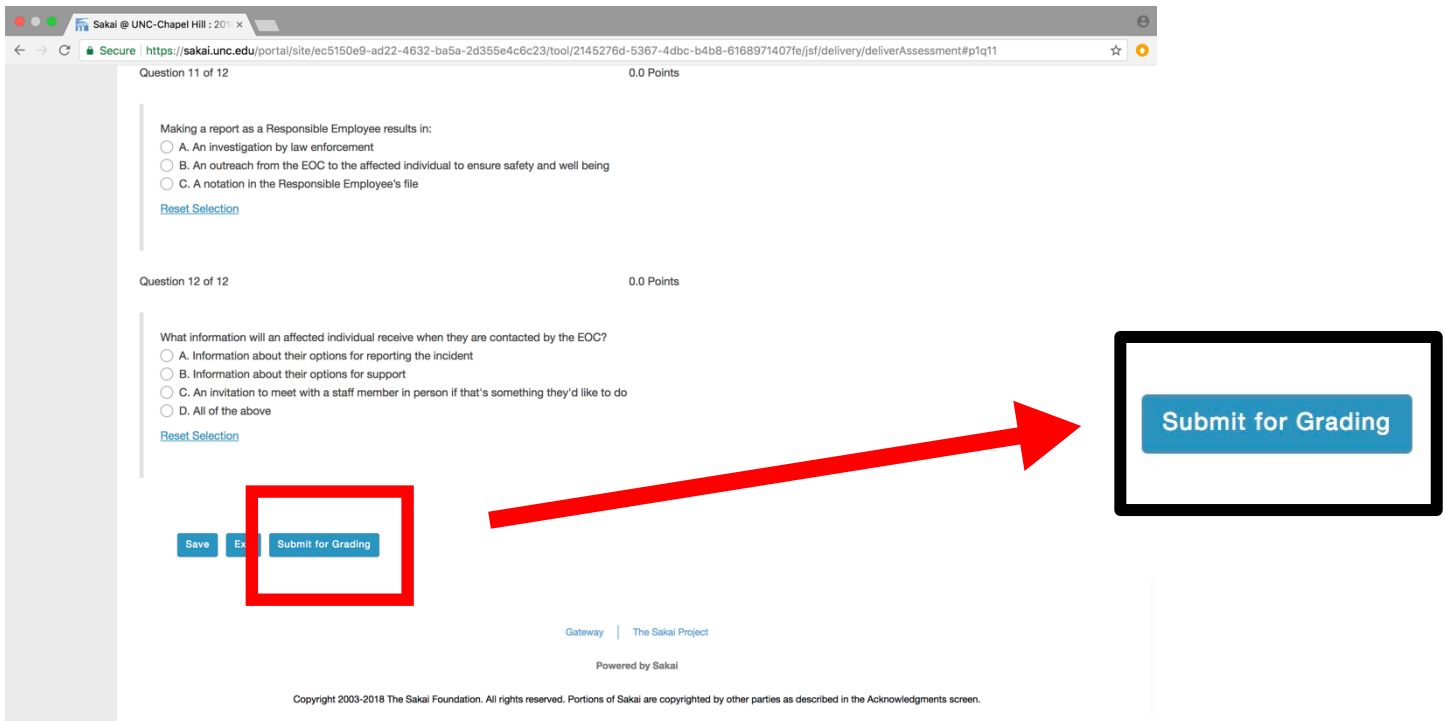 Sakai @ UNC-Chapel Hill : 201 ×
Secure | https://sakai.unc.edu/portal/site/ec5150e9-ad22-4632-ba5a-2d355e4c6c23/tool/2145276d-5367-4dbc-b4b8-6168971407fe/jsf/delivery/deliverAssessment#p1q11
Question 11 of 12 0.0 Points
Making a report as a Responsible Employee results in:
A. An investigation by law enforcement
B. An outreach from the EOC to the affected individual to ensure safety and well being
C. A notation in the Responsible Employee's file
Reset Selection
Question 12 of 12 0.0 Points
What information will an affected individual receive when they are contacted by the EOC?
A. Information about their options for reporting the incident
B. Information about their options for support
C. An invitation to meet with a staff member in person if that's something they'd like to do
D. All of the above
Reset Selection
Submit for Grading
Save Ex Submit for Grading
Gateway | The Sakai Project
Powered by Sakai
Copyright 2003-2018 The Sakai Foundation. All rights reserved. Portions of Sakai are copyrighted by other parties as described in the Acknowledgments screen.